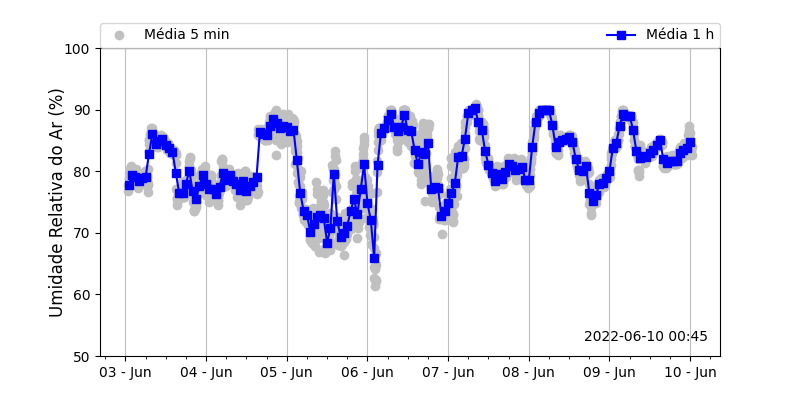 Média 5 min
Média 1 h
100
90
80
70
60
50
Umidade Relativa do Ar (%)
2022-06-10 00:45
03 - Jun
04 - Jun
05 - Jun
06 - Jun
07 - Jun
08 - Jun
09 - Jun
10 - Jun